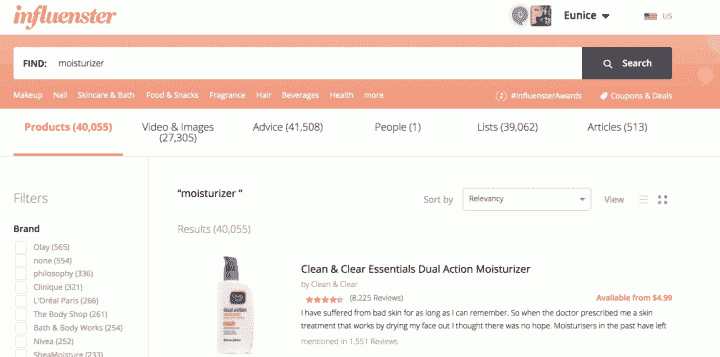 influenster
Eunice
US
FIND: moisturizer
Search
Makeup Nail Skincare & Bath Food & Snacks Fragrance Hair Beverages Health more
#InfluensterAwards Coupons & Deals
Products (40,055) Video & Images (27,305) Advice (41,508) People (1) Lists (39,062) Articles (513)
Filters
"moisturizer "
Sort by Relevancy View
Results (40,055)
Brand
Olay (565)
none (554)
philosophy (336)
Clinique (321)
L'Oréal Paris (266)
The Body Shop (261)
Bath & Body Works (254)
Nivea (252)
SheaMoisture (233)
Clean & Clear Essentials Dual Action Moisturizer
by Clean & Clear
(8,225 Reviews)
Available from $4.99
I have suffered from bad skin for as long as I can remember. So when the doctor prescribed me a skin
treatment that works by drying my face out I thought there was no hope. Moisturisers in the past have left
mentioned in 1,551 Reviews